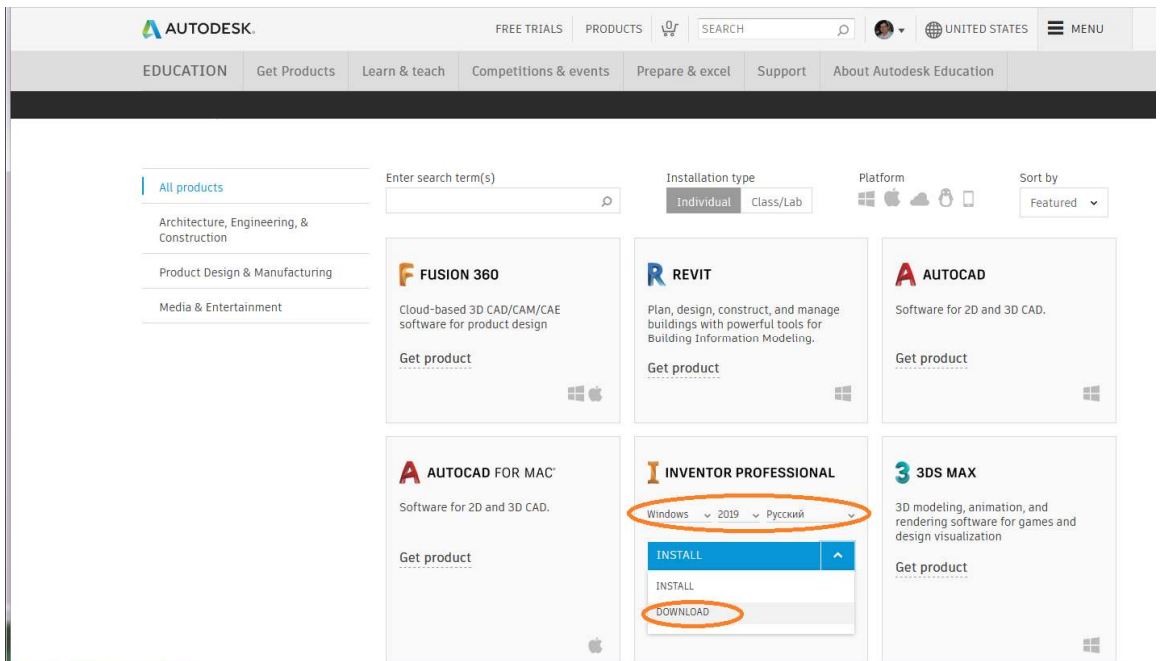 AUTODESK.
FREE TRIALS
PRODUCTS
0
SEARCH
UNITED STATES
MENU
EDUCATION
Get Products
Learn & teach
Competitions & events
Prepare & excel
Support
About Autodesk Education
All products
Architecture, Engineering, &
Construction
Product Design & Manufacturing
Media & Entertainment
Enter search term(s)
Installation type
Individual
Class/Lab
Platform
Sort by
Featured
FUSION 360
Cloud-based 3D CAD/CAM/CAE
software for product design
Get product
REVIT
Plan, design, construct, and manage
buildings with powerful tools for
Building Information Modeling.
Get product
AUTOCAD
Software for 2D and 3D CAD.
Get product
AUTOCAD FOR MAC®
Software for 2D and 3D CAD.
Get product
INVENTOR PROFESSIONAL
Windows 2019 Русский
INSTALL
INSTALL
DOWNLOAD
3DS MAX
3D modeling, animation, and
rendering software for games and
design visualization
Get product